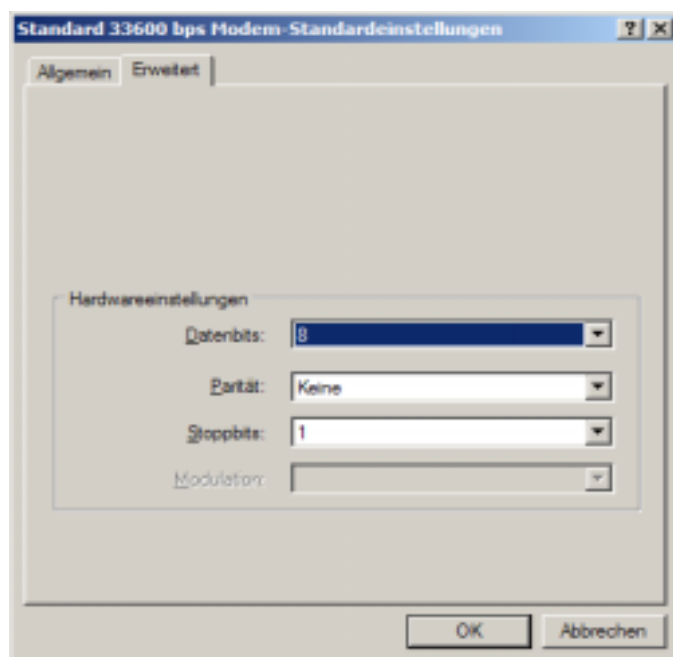 Standard 33600 bps Modem-Standardeinstellungen
Allgemein Erweitert
Hardwareeinstellungen
Datenbits: 8
Parität: Keine
Stoppbits: 1
Modulation:
OK Abbrechen